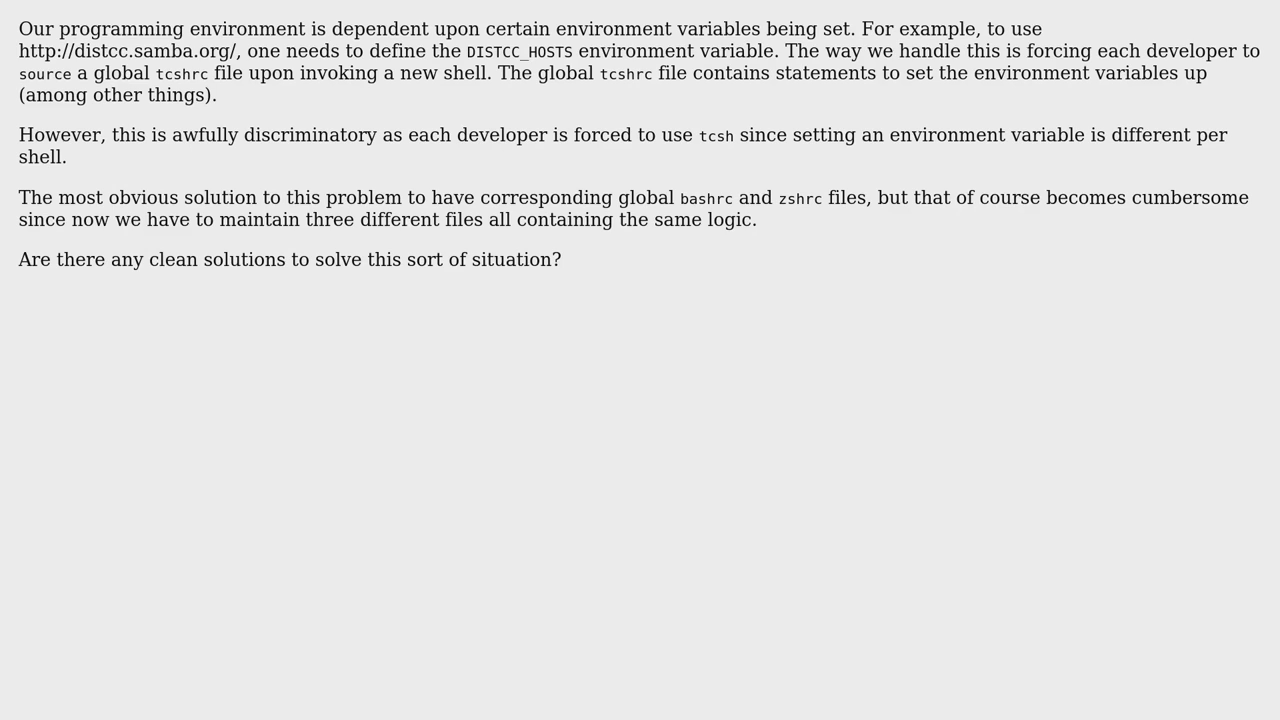 Our programming environment is dependent upon certain environment variables being set. For example, to use
http://distcc.samba.org/, one needs to define the DISTCC_HOSTS environment variable. The way we handle this is forcing each developer to
source a global tcshrc file upon invoking a new shell. The global tcshrc file contains statements to set the environment variables up
(among other things).
However, this is awfully discriminatory as each developer is forced to use tcsh since setting an environment variable is different per
shell.
The most obvious solution to this problem to have corresponding global bashrc and zshrc files, but that of course becomes cumbersome
since now we have to maintain three different files all containing the same logic.
Are there any clean solutions to solve this sort of situation?